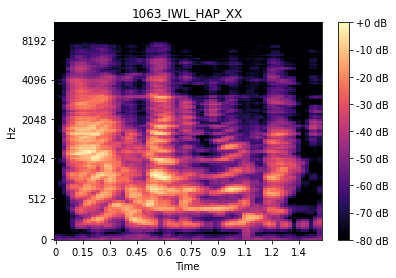 1063_IWL_HAP_XX
+0 dB
8192
-10 dB
4096
-20 dB
-30 dB
2048
Hz
-40 dB
1024
-50 dB
512
-60 dB
-70 dB
0
-80 dB
0 0.15 0.3 0.45 0.6 0.75 0.9 1.1 1.2 1.4
Time